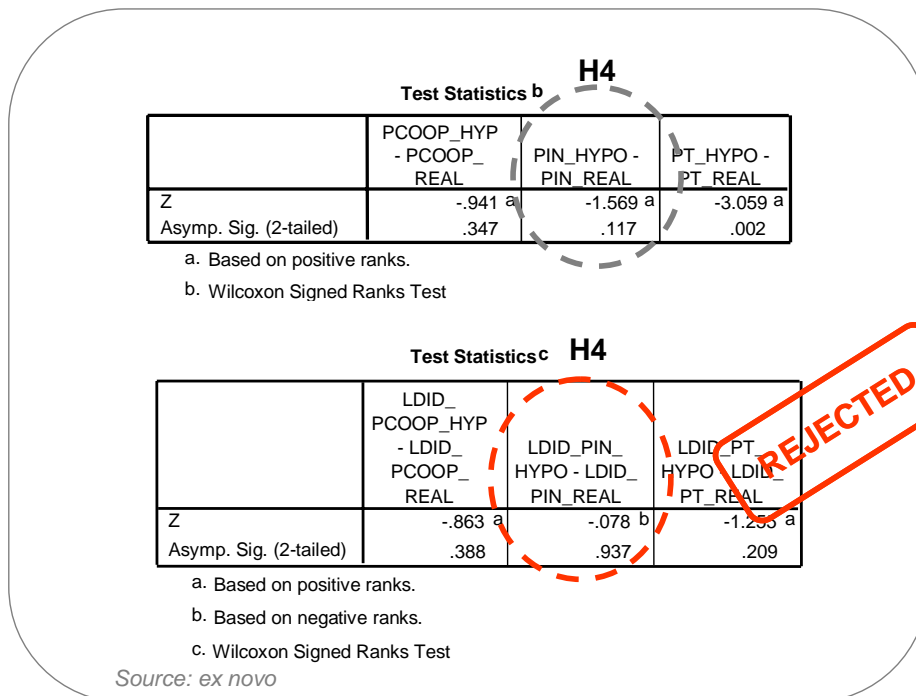 H4
Test Statistics b
PCOOP_HYP
- PCOOP_
REAL
PIN_HYPO -
PIN_REAL
PT_HYPO -
PT_REAL
Z -.941 a -1.569 a -3.059 a
Asymp. Sig. (2-tailed) .347 .117 .002
a. Based on positive ranks.
b. Wilcoxon Signed Ranks Test
Test Statistics c H4
LDID_
PCOOP_HYP
- LDID_
PCOOP_
REAL
LDID_PIN_
HYPO - LDID_
PIN_REAL
LDID_PT_
HYPO - LDID_
PT_REAL
REJECTED
Z -.863 a -.078 b -1.255 a
Asymp. Sig. (2-tailed) .388 .937 .209
a. Based on positive ranks.
b. Based on negative ranks.
c. Wilcoxon Signed Ranks Test
Source: ex novo